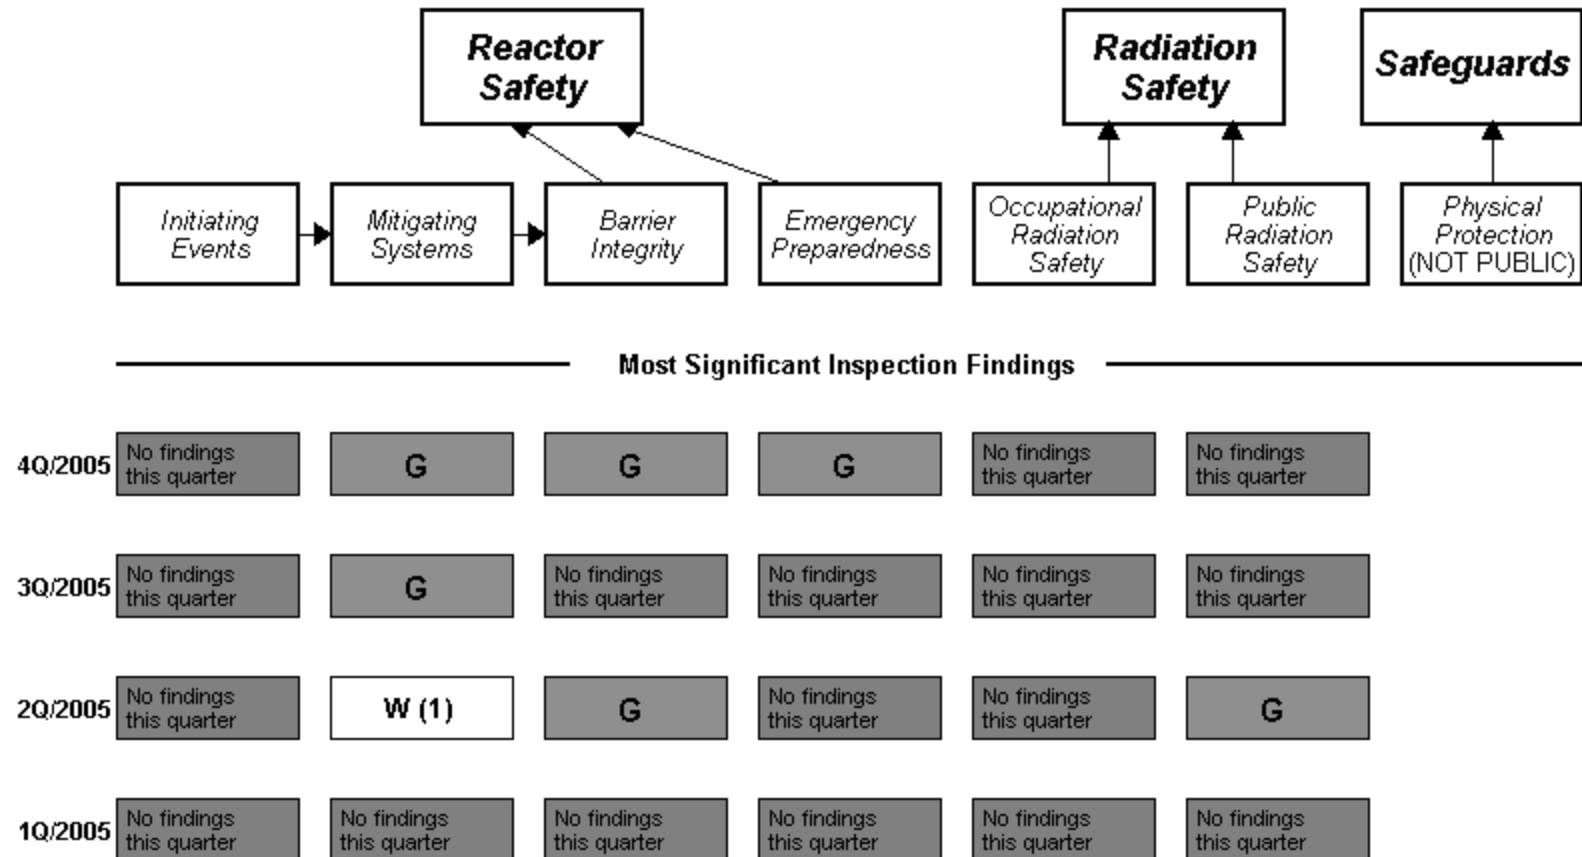 Reactor
Safety
Radiation
Safety
Safeguards
Initiating
Events
Mitigating
Systems
Barrier
Integrity
Emergency
Preparedness
Occupational
Radiation
Safety
Public
Radiation
Safety
Physical
Protection
(NOT PUBLIC)
Most Significant Inspection Findings
4Q/2005
No findings
this quarter
G
G
G
No findings
this quarter
No findings
this quarter
3Q/2005
No findings
this quarter
G
No findings
this quarter
No findings
this quarter
No findings
this quarter
No findings
this quarter
2Q/2005
No findings
this quarter
W (1)
G
No findings
this quarter
No findings
this quarter
G
1Q/2005
No findings
this quarter
No findings
this quarter
No findings
this quarter
No findings
this quarter
No findings
this quarter
No findings
this quarter